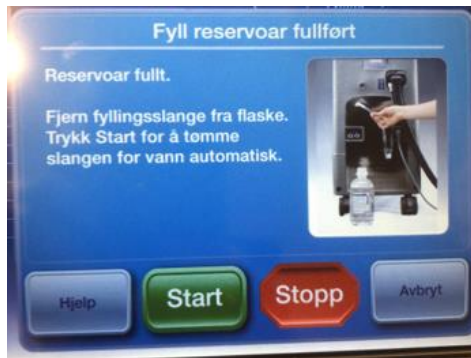 Fyll reservoar fullført
Reservoar fullt.
Fjern fyllingsslange fra flaske.
Trykk Start for å tømme
slangen for vann automatisk.
Hjelp
Start
Stopp
Avbryt